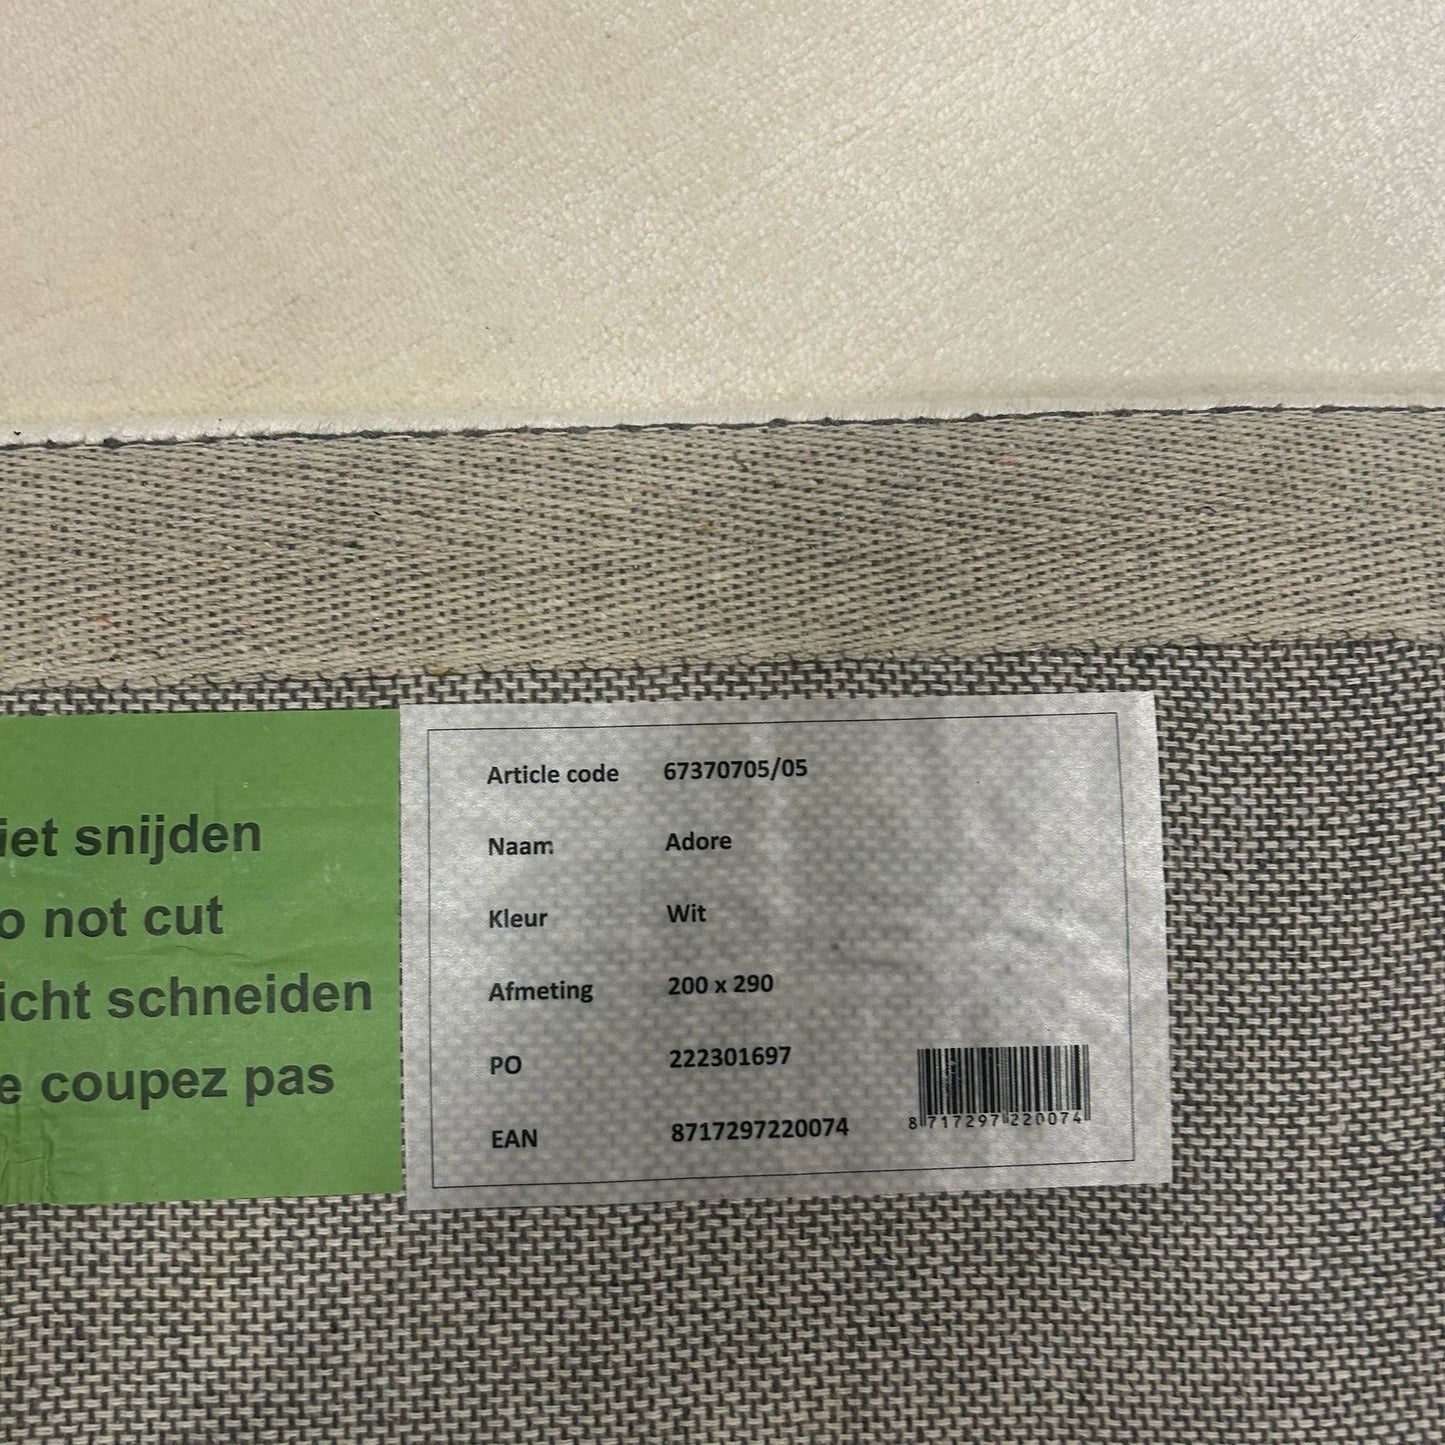 iet snijden
o not cut
icht schneiden
e coupez pas
Article code 67370705/05
Naam Adore
Kleur Wit
Afmeting 200 x 290
PO 222301697
EAN 8717297220074
8 717297 220074